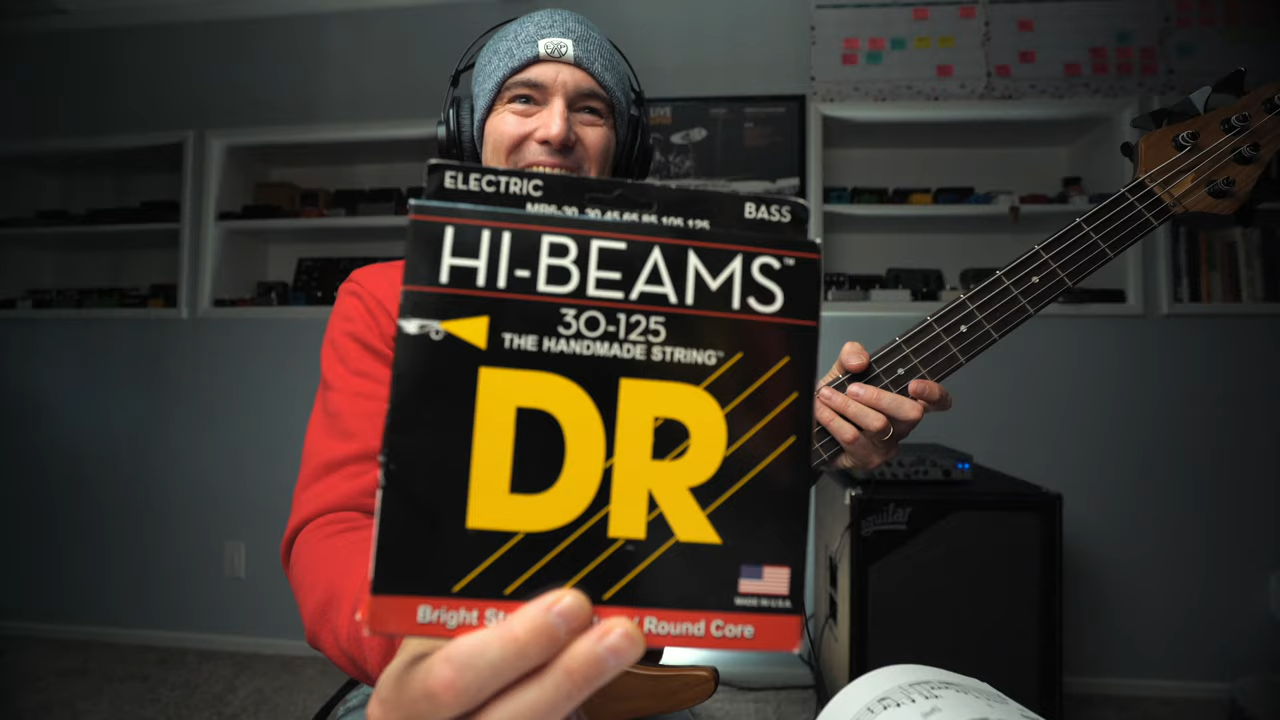 ELECTRIC
BASS
MR6-30 30 45 65 85 105 125
HI-BEAMS™
30-125
THE HANDMADE STRING™
DR
MADE IN U.S.A.
Bright St
/ Round Core
aguilar
LIVE